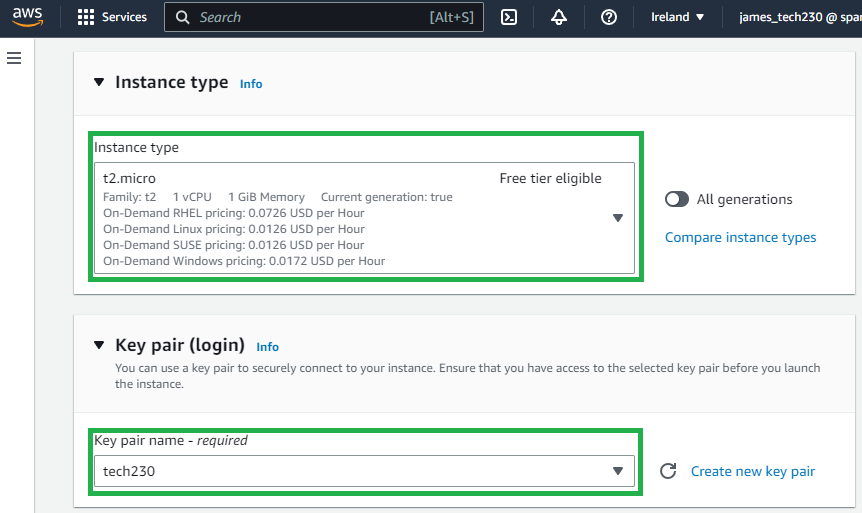 aws Services Search [Alt+S] Ireland james_tech230 @ spar
Instance type Info
Instance type
t2.micro Free tier eligible
Family: t2 1 vCPU 1 GiB Memory Current generation: true
On-Demand RHEL pricing: 0.0726 USD per Hour
On-Demand Linux pricing: 0.0126 USD per Hour
On-Demand SUSE pricing: 0.0126 USD per Hour
On-Demand Windows pricing: 0.0172 USD per Hour
All generations
Compare instance types
Key pair (login) Info
You can use a key pair to securely connect to your instance. Ensure that you have access to the selected key pair before you launch
the instance.
Key pair name - required
tech230
Create new key pair